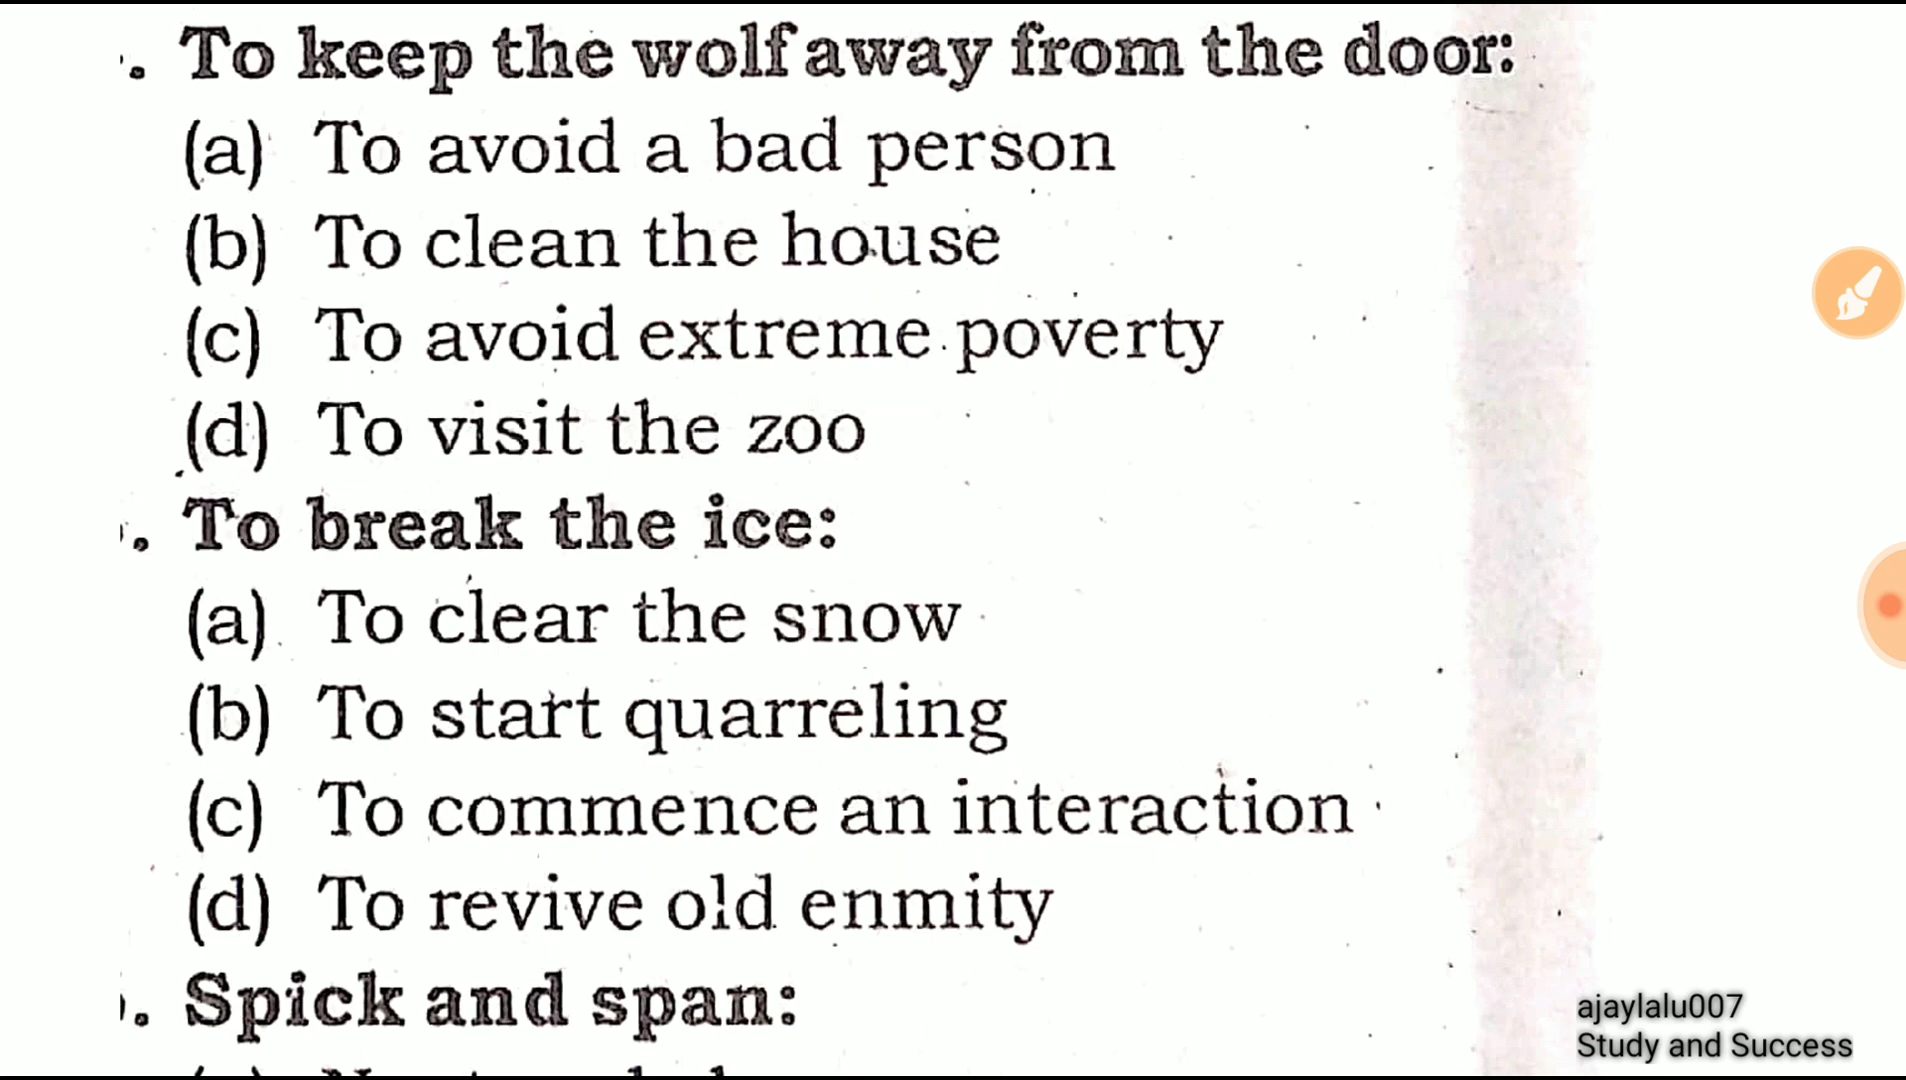 . To keep the wolf away from the door:
(a) To avoid a bad person
(b) To clean the house
(c) To avoid extreme poverty
(d) To visit the zoo
. To break the ice:
(a) To clear the snow
(b) To start quarreling
(c) To commence an interaction
(d) To revive old enmity
. Spick and span:
ajaylalu007
Study and Success